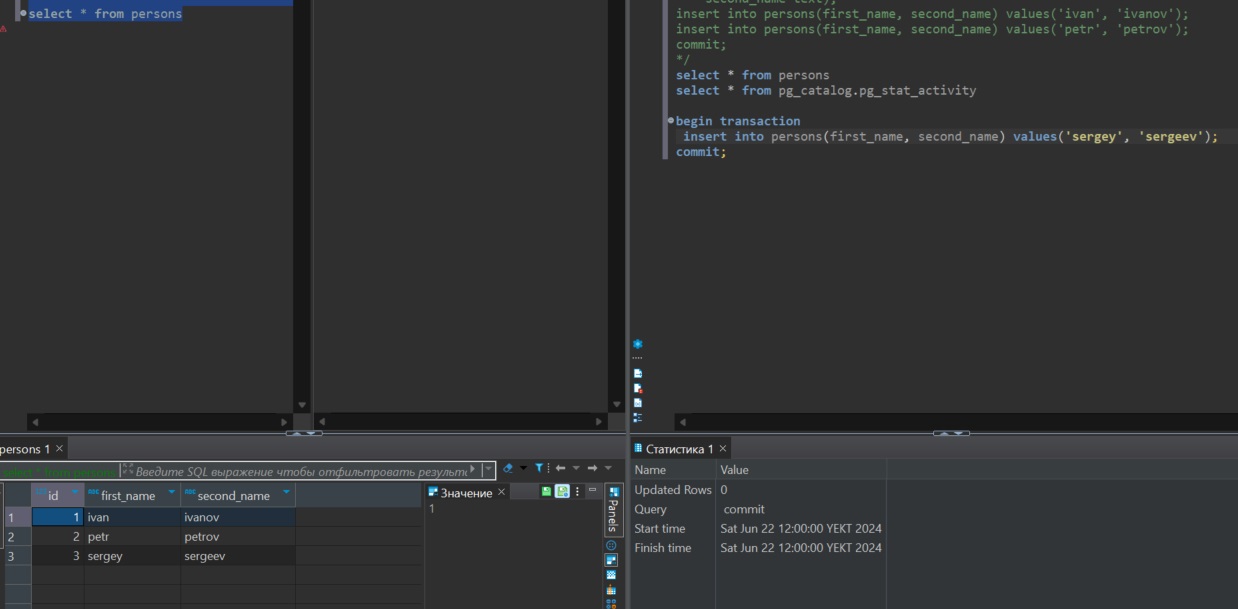 select * from persons
second_name text);
insert into persons(first_name, second_name) values('ivan', 'ivanov');
insert into persons(first_name, second_name) values('petr', 'petrov');
commit;
*/
select * from persons
select * from pg_catalog.pg_stat_activity
begin transaction
insert into persons(first_name, second_name) values('sergey', 'sergeev');
commit;
persons 1
select * from persons
Введите SQL выражение чтобы отфильтровать результ
id first_name second_name
1 1 ivan ivanov
2 2 petr petrov
3 3 sergey sergeev
Значение
1
Panels
Статистика 1
Name Value
Updated Rows 0
Query commit
Start time Sat Jun 22 12:00:00 YEKT 2024
Finish time Sat Jun 22 12:00:00 YEKT 2024